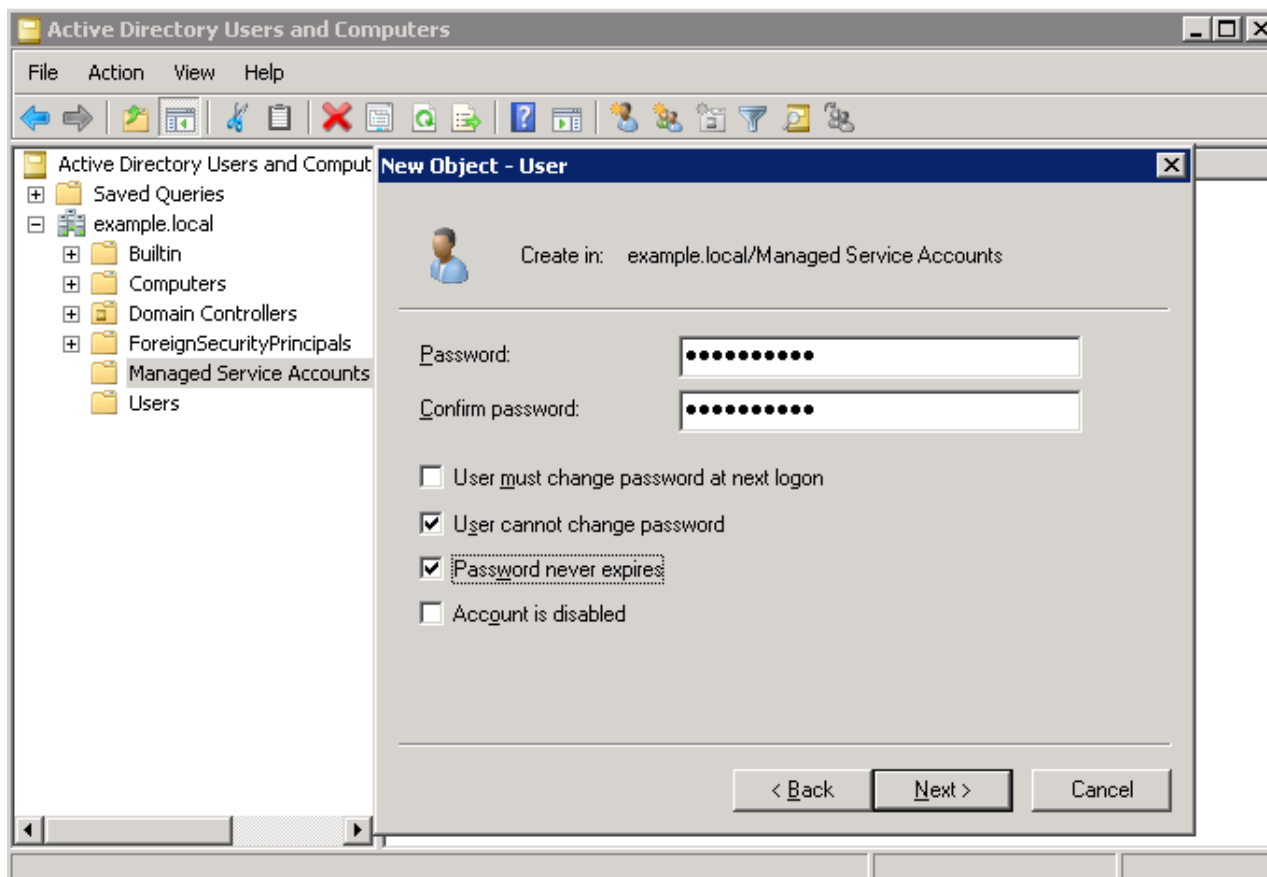 Active Directory Users and Computers
File Action View Help
Active Directory Users and Comput
Saved Queries
example.local
Builtin
Computers
Domain Controllers
ForeignSecurityPrincipals
Managed Service Accounts
Users
New Object - User
Create in: example.local/Managed Service Accounts
Password: ●●●●●●●●●●
Confirm password: ●●●●●●●●●●
User must change password at next logon
User cannot change password
Password never expires
Account is disabled
< Back Next > Cancel